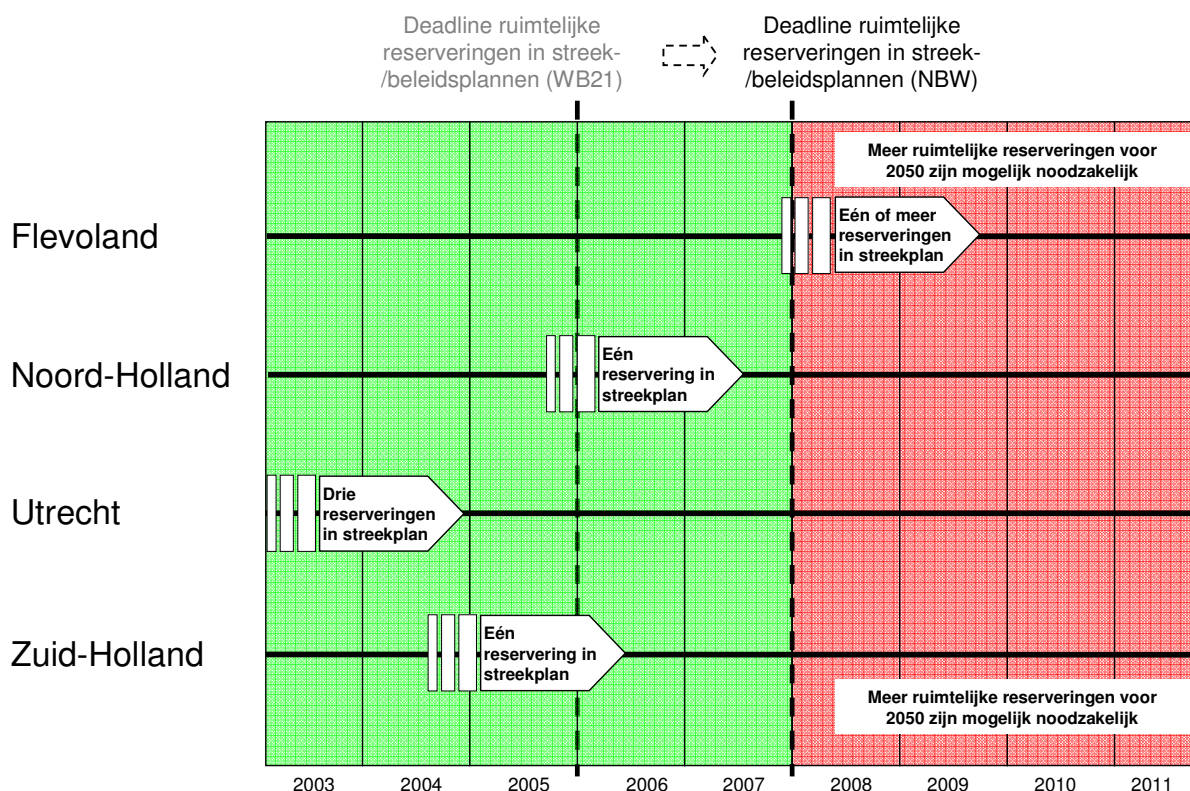 Deadline ruimtelijke
reserveringen in streek-
/beleidsplannen (WB21)
Deadline ruimtelijke
reserveringen in streek-
/beleidsplannen (NBW)
Meer ruimtelijke reserveringen voor
2050 zijn mogelijk noodzakelijk
Flevoland
Eén of meer
reserveringen
in streekplan
Noord-Holland
Eén
reservering in
streekplan
Utrecht
Drie
reserveringen
in streekplan
Zuid-Holland
Eén
reservering in
streekplan
Meer ruimtelijke reserveringen voor
2050 zijn mogelijk noodzakelijk
2003 2004 2005 2006 2007 2008 2009 2010 2011